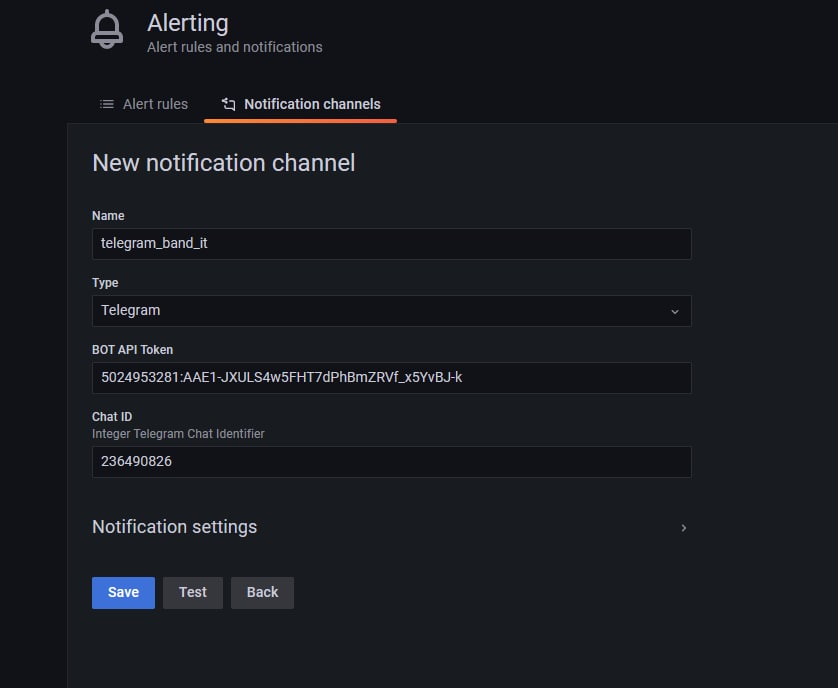 Alerting
Alert rules and notifications
Alert rules
Notification channels
New notification channel
Name
telegram_band_it
Type
Telegram
BOT API Token
5024953281:AAE1-JXULS4w5FHT7dPhBmZRVf_x5YvBJ-k
Chat ID
Integer Telegram Chat Identifier
236490826
Notification settings
Save
Test
Back